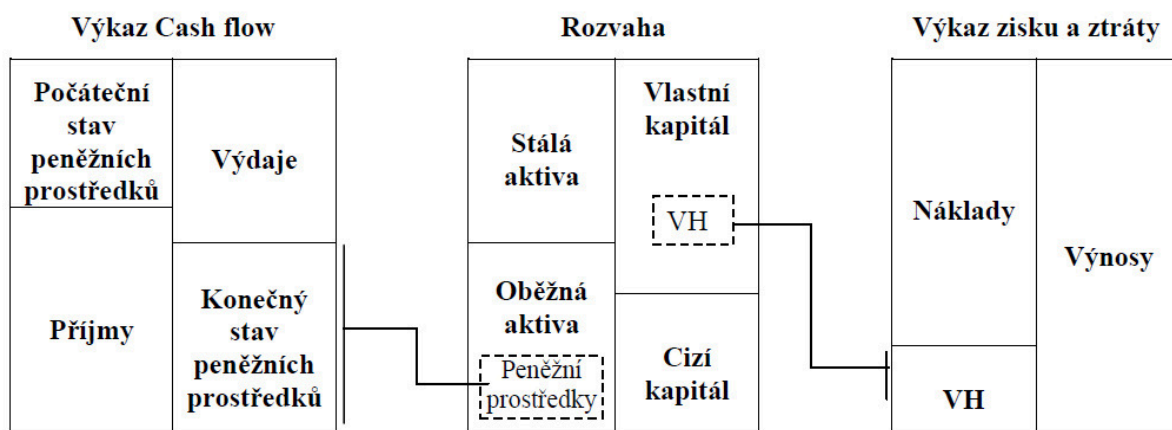 Výkaz Cash flow
Počáteční
stav
peněžních
prostředků
Výdaje
Příjmy
Konečný
stav
peněžních
prostředků
Rozvaha
Stálá
aktiva
Vlastní
kapitál
VH
Oběžná
aktiva
Peněžní
prostředky
Cizí
kapitál
Výkaz zisku a ztráty
Náklady
Výnosy
VH